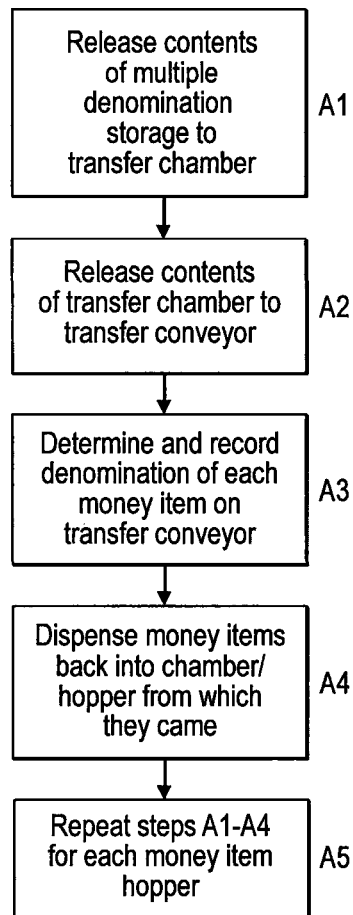 Release contents
of multiple
denomination
storage to
transfer chamber
A1
Release contents
of transfer chamber to
transfer conveyor
A2
Determine and record
denomination of each
money item on
transfer conveyor
A3
Dispense money items
back into chamber/
hopper from which
they came
A4
Repeat steps A1-A4
for each money item
hopper
A5